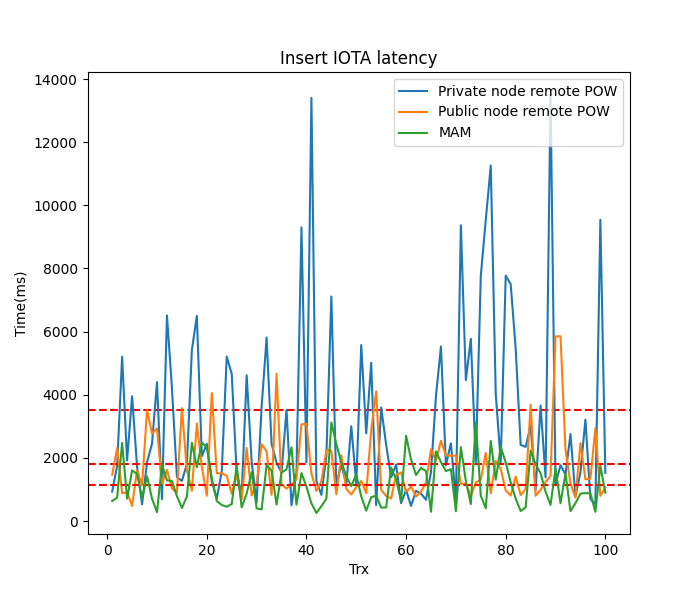 Insert IOTA latency
14000
12000
10000
8000
6000
4000
2000
0
Time(ms)
Private node remote POW
Public node remote POW
MAM
0 20 40 60 80 100
Trx